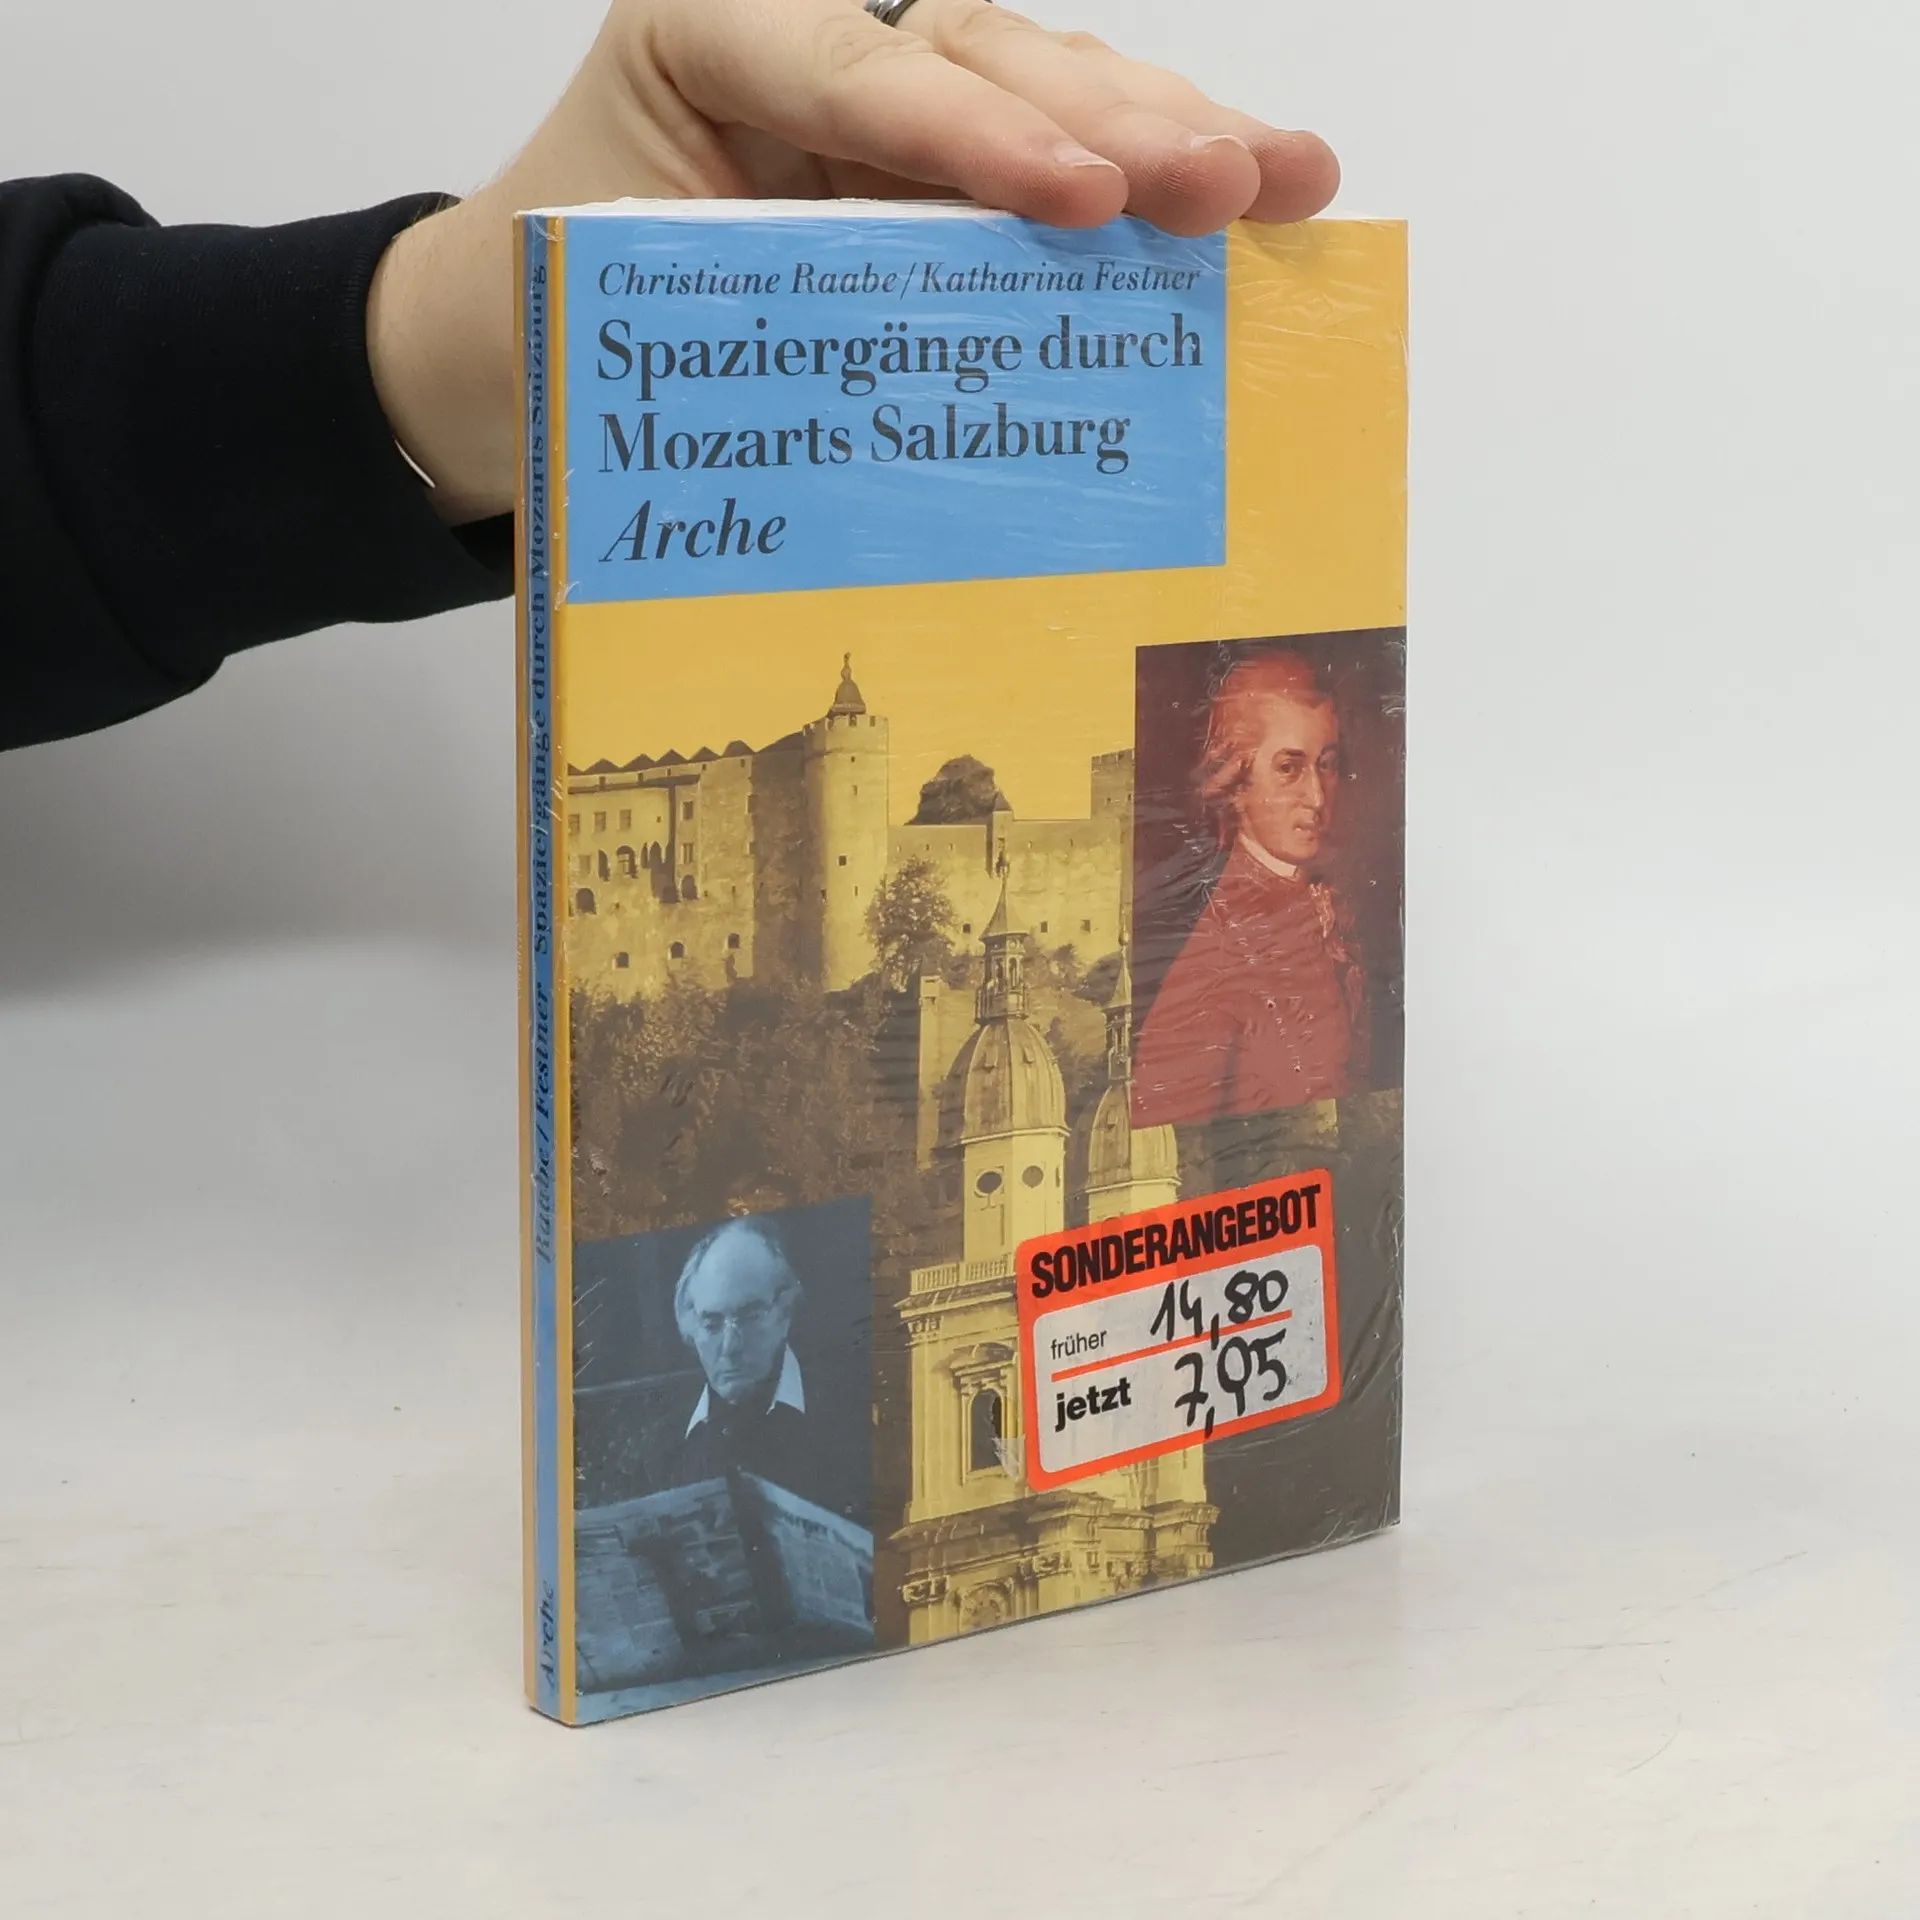 Christiane Raabe/Katharina Festner
Spaziergänge durch
Mozarts Salzburg
Arche
SONDERANGEBOT
früher 14,80
jetzt 7,95
Raabe/Festner Spaziergänge durch Mozarts Salzburg
Arche